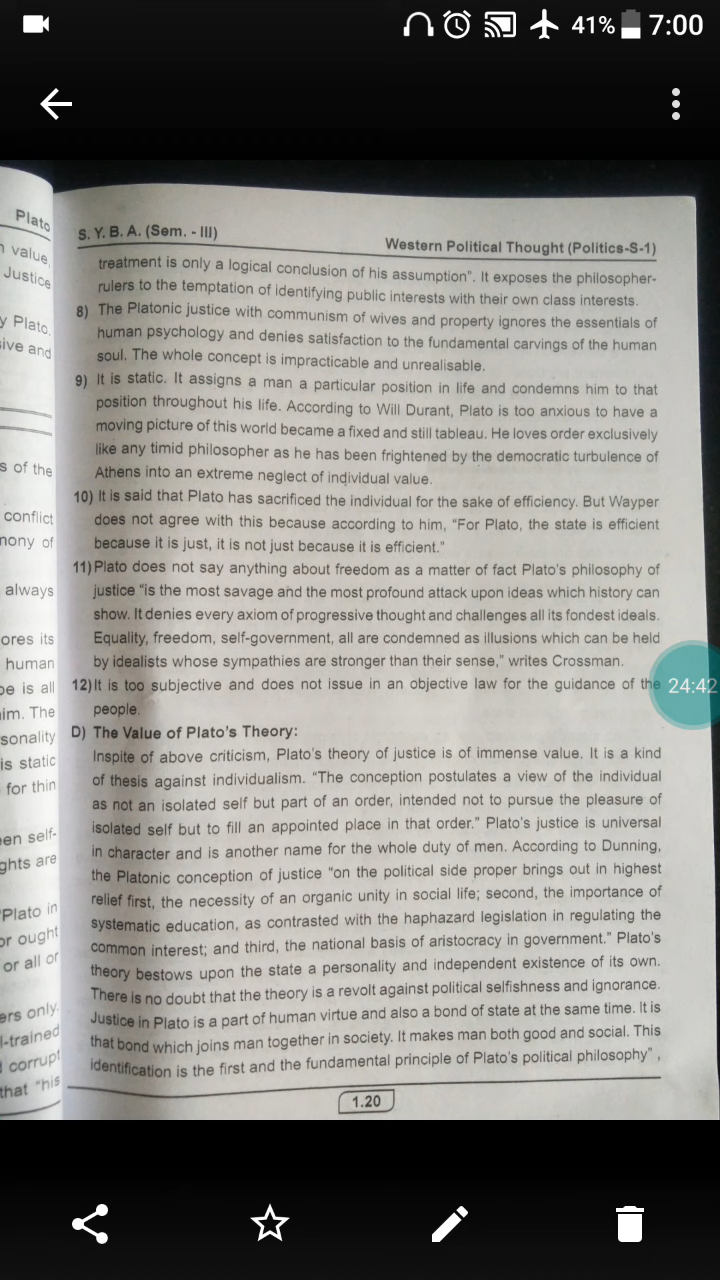 41% 7:00
Plato
S. Y. B. A. (Sem. - III)
Western Political Thought (Politics-S-1)
value,
Justice
y Plato,
ive and
s of the
conflict
mony of
always
ores its
human
be is all
im. The
sonality
is static
for thin
en self-
ghts are
Plato in
or ought
or all of
ers only.
l-trained
corrupt
that "his
treatment is only a logical conclusion of his assumption". It exposes the philosopher-
rulers to the temptation of identifying public interests with their own class interests.
8) The Platonic justice with communism of wives and property ignores the essentials of
human psychology and denies satisfaction to the fundamental carvings of the human
soul. The whole concept is impracticable and unrealisable.
9) It is static. It assigns a man a particular position in life and condemns him to that
position throughout his life. According to Will Durant, Plato is too anxious to have a
moving picture of this world became a fixed and still tableau. He loves order exclusively
like any timid philosopher as he has been frightened by the democratic turbulence of
Athens into an extreme neglect of individual value.
10) It is said that Plato has sacrificed the individual for the sake of efficiency. But Wayper
does not agree with this because according to him, "For Plato, the state is efficient
because it is just, it is not just because it is efficient."
11) Plato does not say anything about freedom as a matter of fact Plato's philosophy of
justice "is the most savage and the most profound attack upon ideas which history can
show. It denies every axiom of progressive thought and challenges all its fondest ideals.
Equality, freedom, self-government, all are condemned as illusions which can be held
by idealists whose sympathies are stronger than their sense," writes Crossman.
12) It is too subjective and does not issue in an objective law for the guidance of the
people.
24:42
D) The Value of Plato's Theory:
Inspite of above criticism, Plato's theory of justice is of immense value. It is a kind
of thesis against individualism. "The conception postulates a view of the individual
as not an isolated self but part of an order, intended not to pursue the pleasure of
isolated self but to fill an appointed place in that order." Plato's justice is universal
in character and is another name for the whole duty of men. According to Dunning,
the Platonic conception of justice "on the political side proper brings out in highest
relief first, the necessity of an organic unity in social life; second, the importance of
systematic education, as contrasted with the haphazard legislation in regulating the
common interest; and third, the national basis of aristocracy in government." Plato's
theory bestows upon the state a personality and independent existence of its own.
There is no doubt that the theory is a revolt against political selfishness and ignorance.
Justice in Plato is a part of human virtue and also a bond of state at the same time. It is
that bond which joins man together in society. It makes man both good and social. This
identification is the first and the fundamental principle of Plato's political philosophy" ,
1.20